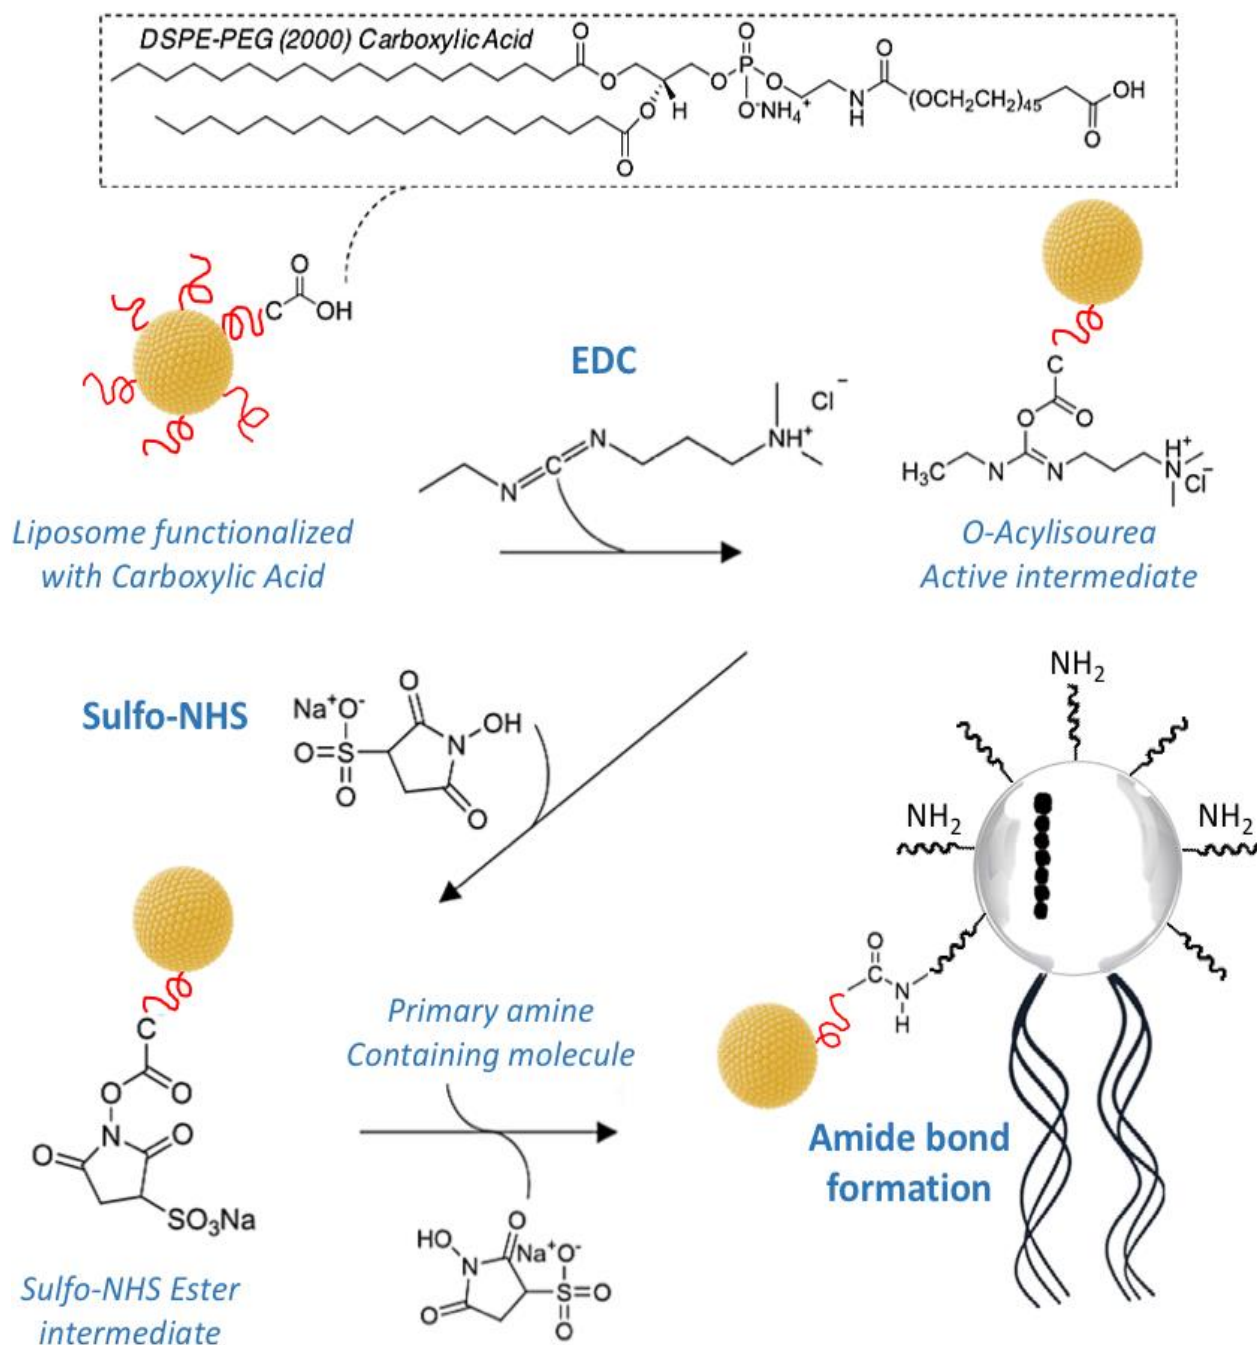 DSPE-PEG (2000) Carboxylic Acid
O
O
P
O
O
O
O
O⁻NH₄⁺
H
N
H
O
(OCH₂CH₂)₄₅
OH
O
O
O
C
OH
EDC
Cl⁻
N
C
N
NH⁺
C
O
O
H₃C
N
N
H⁺
N
Cl⁻
Liposome functionalized
with Carboxylic Acid
O-Acylisourea
Active intermediate
Sulfo-NHS
Na⁺O⁻
O=S
O
O
N
OH
O
NH₂
NH₂
NH₂
C
O
O
N
O
O
SO₃Na
Sulfo-NHS Ester
intermediate
Primary amine
Containing molecule
HO
N
O
O
Na⁺O⁻
S=O
O
O
C
N
H
Amide bond
formation